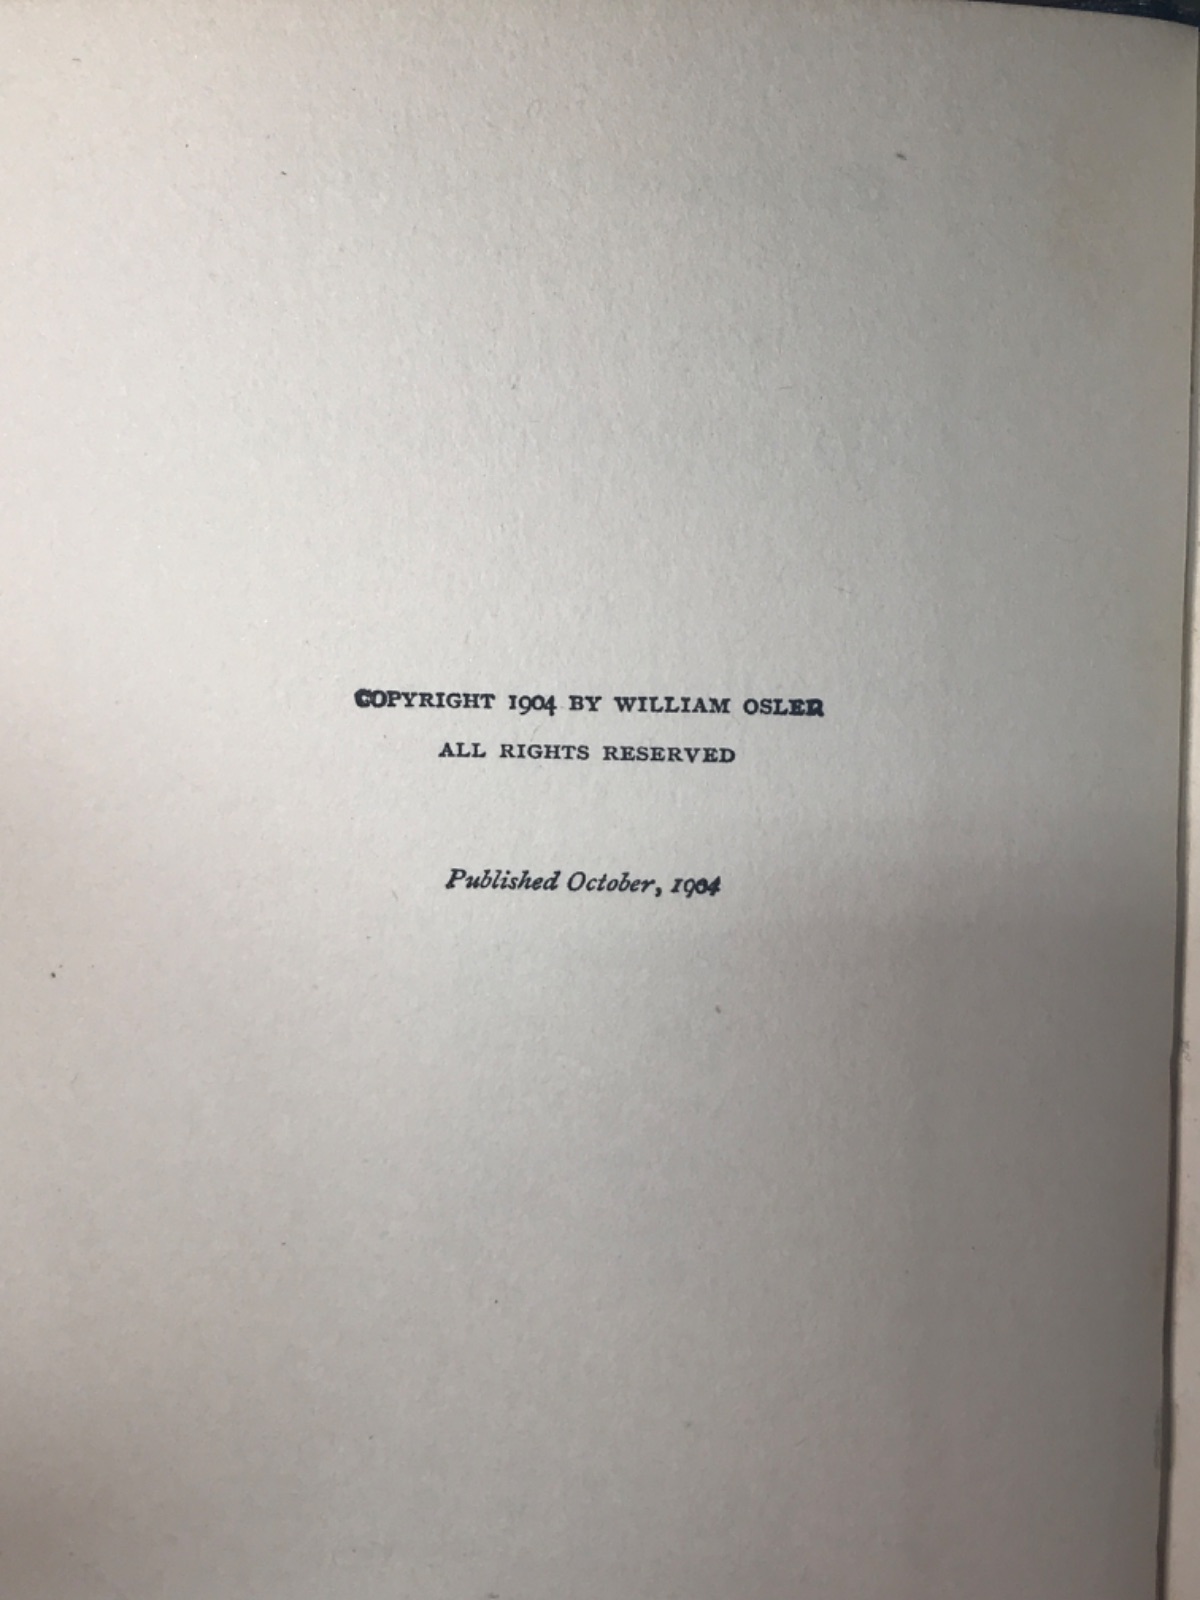 COPYRIGHT 1904 BY WILLIAM OSLER
ALL RIGHTS RESERVED
Published October, 1904